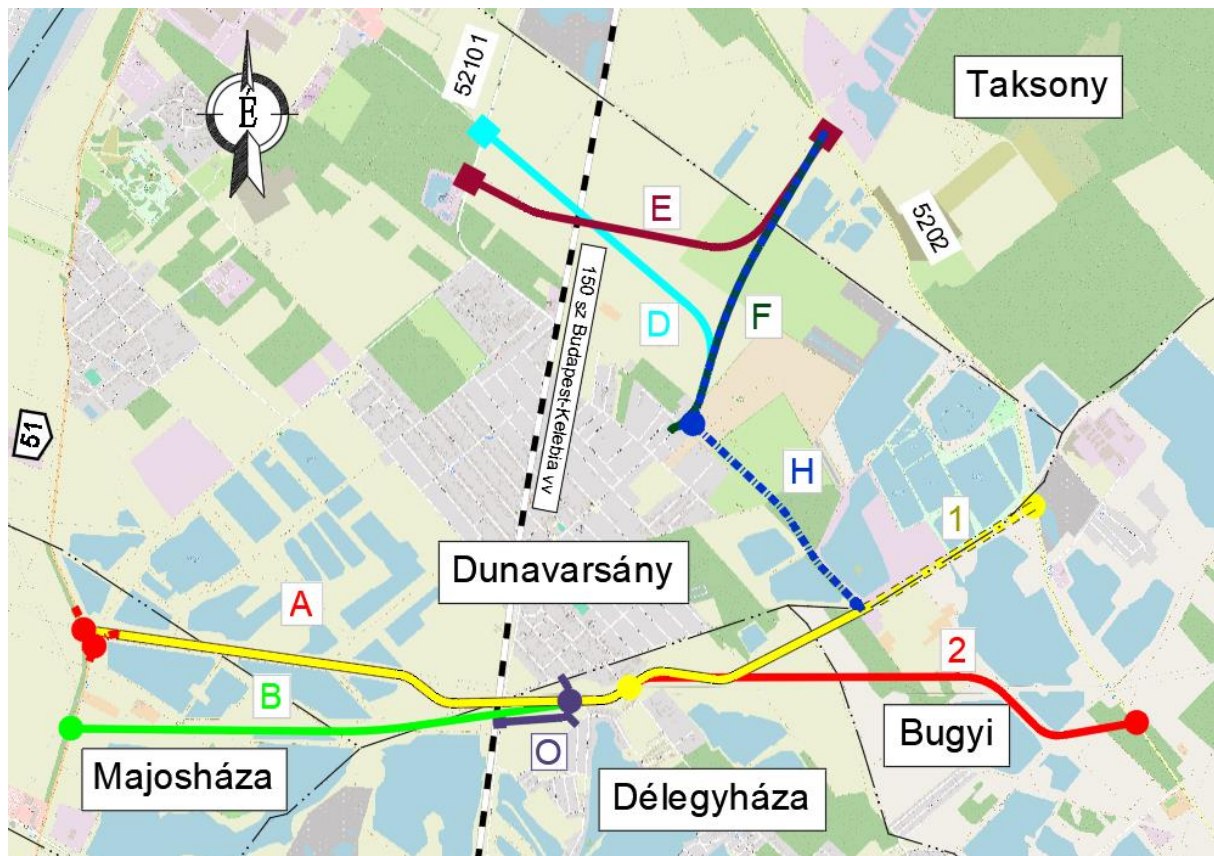 Taksony
52101
É
E
5202
150 sz Budapest-Kelebia vv
D
F
51
H
1
Dunavarsány
A
2
B
Bugyi
O
Majosháza
Délegyháza